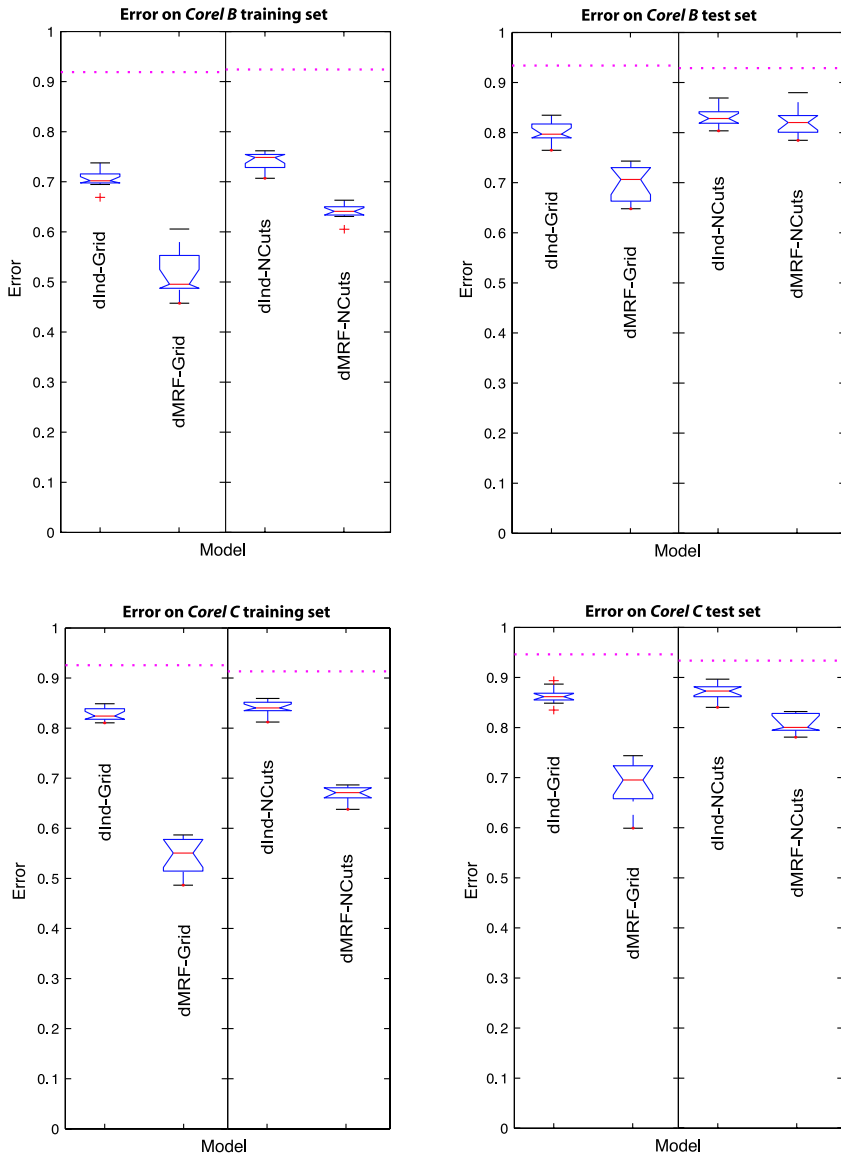 Error on Corel B training set
1
0.9
0.8
0.7
0.6
0.5
0.4
0.3
0.2
0.1
0
Error
dInd-Grid
dMRF-Grid
dInd-NCuts
dMRF-NCuts
Model
Error on Corel B test set
1
0.9
0.8
0.7
0.6
0.5
0.4
0.3
0.2
0.1
0
Error
dInd-Grid
dMRF-Grid
dInd-NCuts
dMRF-NCuts
Model
Error on Corel C training set
1
0.9
0.8
0.7
0.6
0.5
0.4
0.3
0.2
0.1
0
Error
dInd-Grid
dMRF-Grid
dInd-NCuts
dMRF-NCuts
Model
Error on Corel C test set
1
0.9
0.8
0.7
0.6
0.5
0.4
0.3
0.2
0.1
0
Error
dInd-Grid
dMRF-Grid
dInd-NCuts
dMRF-NCuts
Model